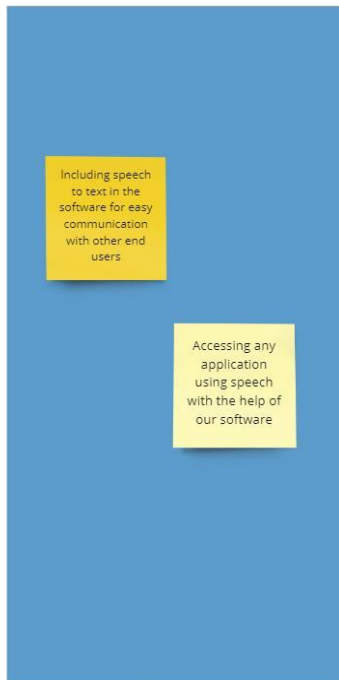 Including speech
to text in the
software for easy
communication
with other end
users
Accessing any
application
using speech
with the help of
our software